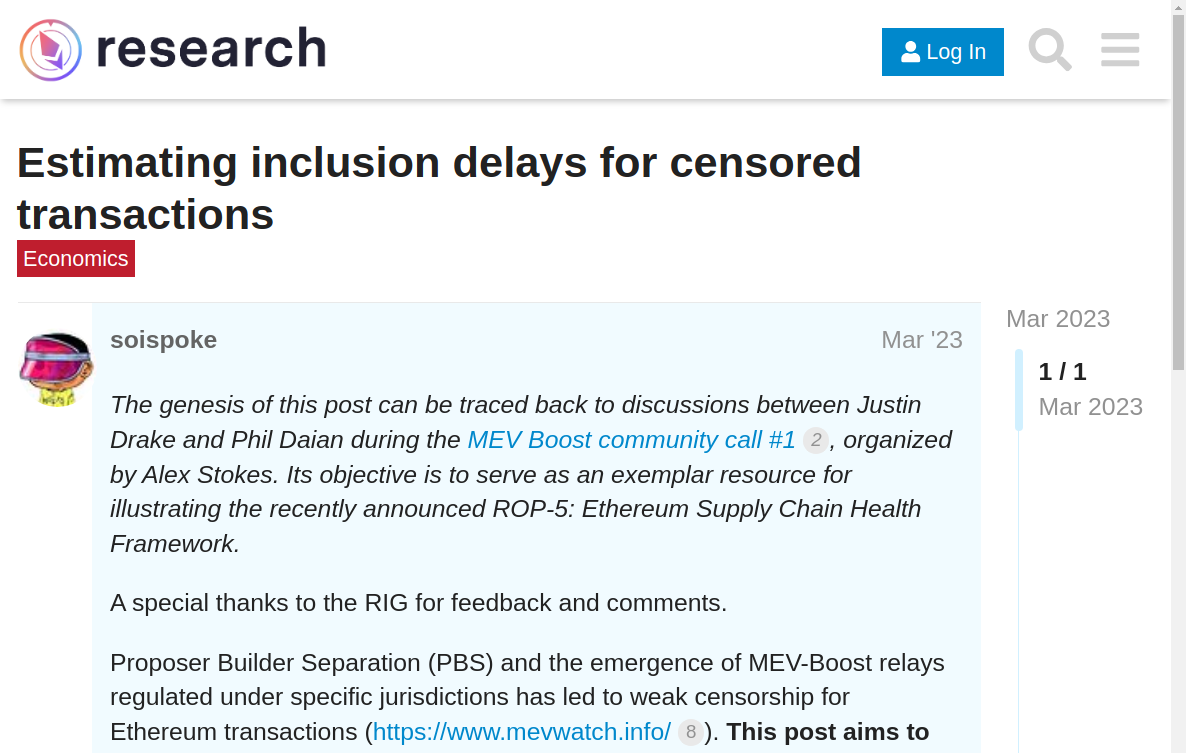 research
Log In
Estimating inclusion delays for censored
transactions
Economics
soispoke
Mar '23
The genesis of this post can be traced back to discussions between Justin
Drake and Phil Daian during the MEV Boost community call #1 2, organized
by Alex Stokes. Its objective is to serve as an exemplar resource for
illustrating the recently announced ROP-5: Ethereum Supply Chain Health
Framework.
A special thanks to the RIG for feedback and comments.
Proposer Builder Separation (PBS) and the emergence of MEV-Boost relays
regulated under specific jurisdictions has led to weak censorship for
Ethereum transactions (https://www.mevwatch.info/ 8). This post aims to
Mar 2023
1 / 1
Mar 2023